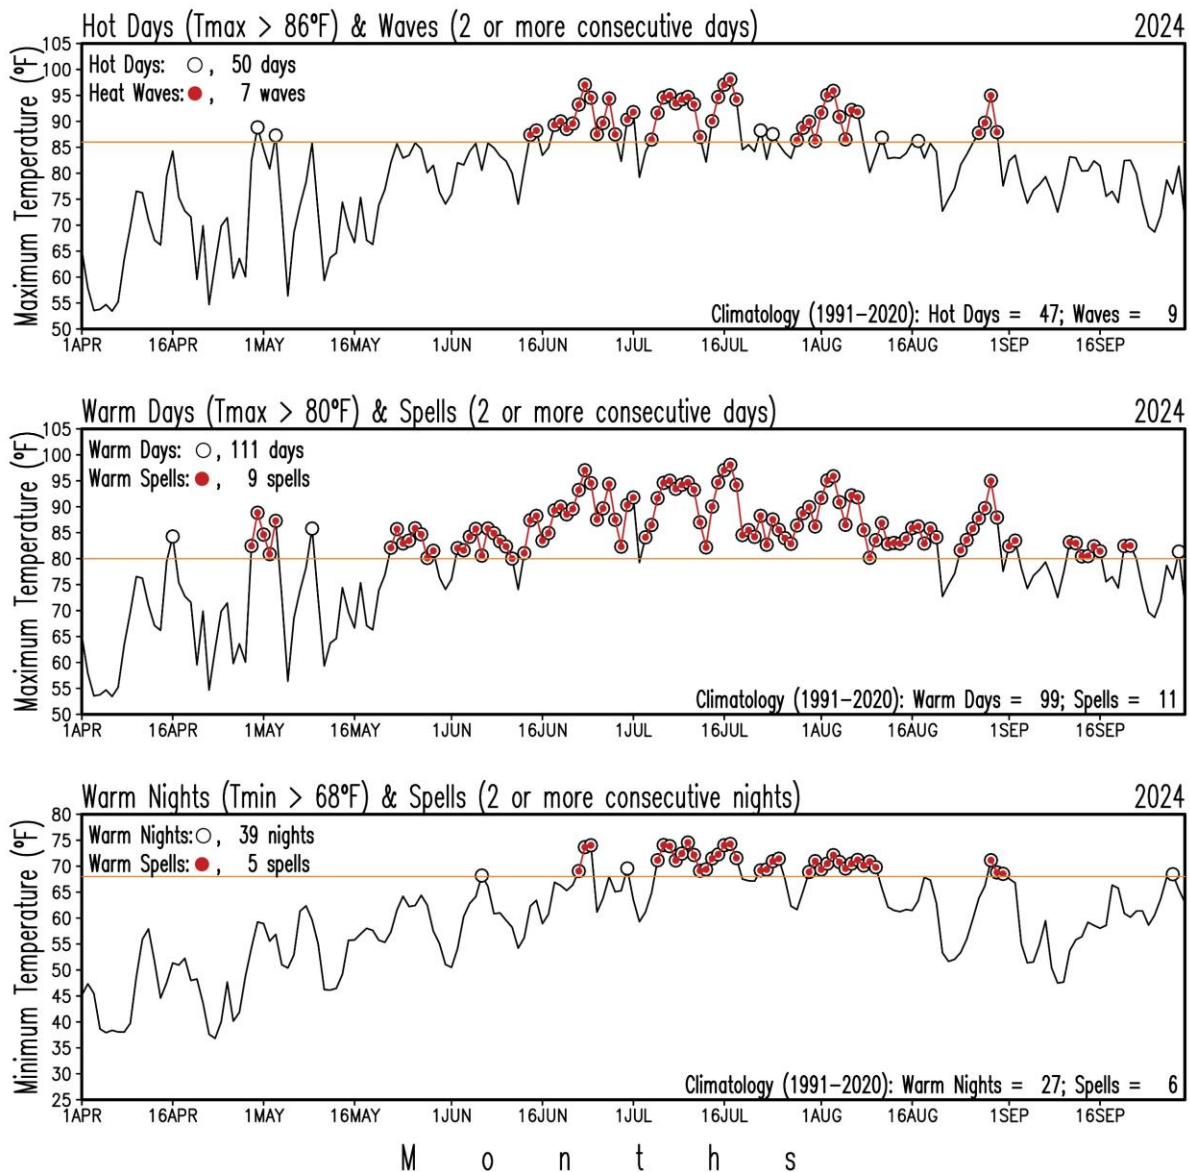 Hot Days (Tmax > 86°F) & Waves (2 or more consecutive days) 2024
Maximum Temperature (°F)
105
100
95
90
85
80
75
70
65
60
55
50
Hot Days: ○, 50 days
Heat Waves: ●, 7 waves
Climatology (1991–2020): Hot Days = 47; Waves = 9
1APR 16APR 1MAY 16MAY 1JUN 16JUN 1JUL 16JUL 1AUG 16AUG 1SEP 16SEP
Warm Days (Tmax > 80°F) & Spells (2 or more consecutive days) 2024
Maximum Temperature (°F)
105
100
95
90
85
80
75
70
65
60
55
50
Warm Days: ○, 111 days
Warm Spells: ●, 9 spells
Climatology (1991–2020): Warm Days = 99; Spells = 11
1APR 16APR 1MAY 16MAY 1JUN 16JUN 1JUL 16JUL 1AUG 16AUG 1SEP 16SEP
Warm Nights (Tmin > 68°F) & Spells (2 or more consecutive nights) 2024
Minimum Temperature (°F)
80
75
70
65
60
55
50
45
40
35
30
25
Warm Nights: ○, 39 nights
Warm Spells: ●, 5 spells
Climatology (1991–2020): Warm Nights = 27; Spells = 6
1APR 16APR 1MAY 16MAY 1JUN 16JUN 1JUL 16JUL 1AUG 16AUG 1SEP 16SEP
M o n t h s